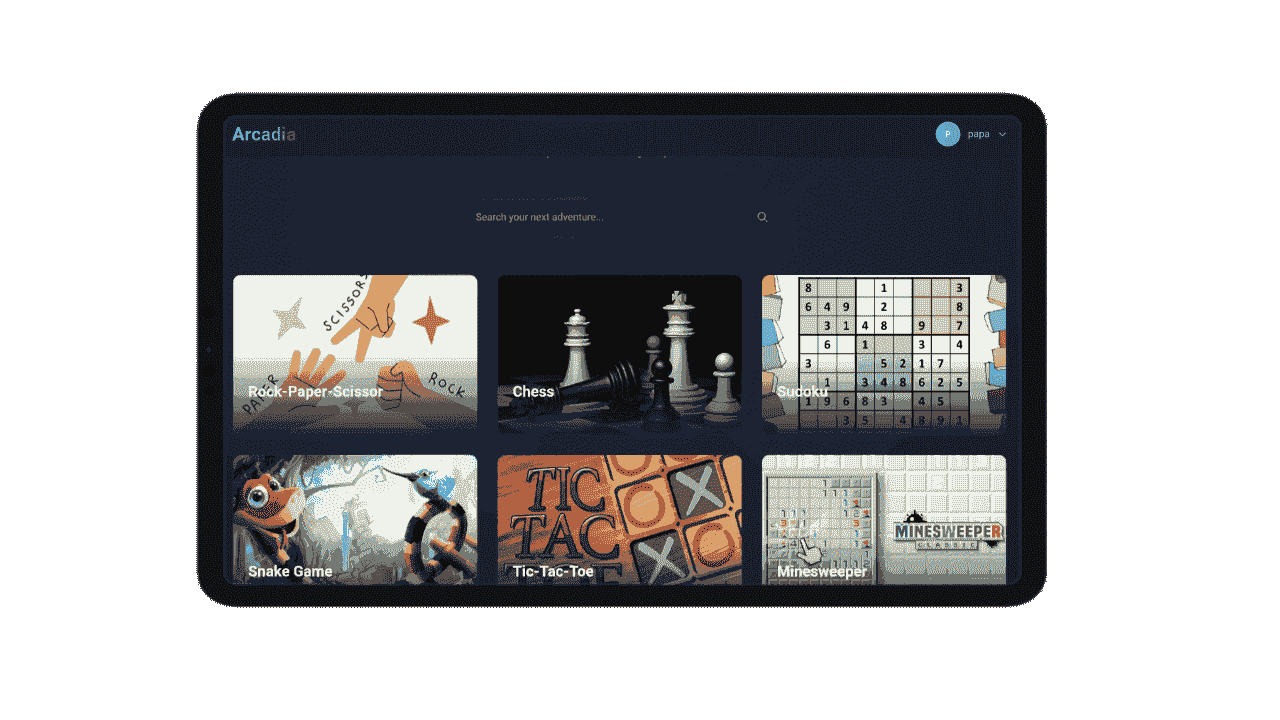 Arcadia
P papa
Search your next adventure...
SCISSORS
PAPER
ROCK
Rock-Paper-Scissor
Chess
8 1 3
6 4 9 2 8
3 1 4 8 9 7
6 1 3 4
3 5 2 1 7
1 3 4 8 6 2 5
1 9 6 8 3 4 5
3 5 4 8 9 1
Sudoku
Snake Game
TIC
TAC
Tic-Tac-Toe
MINESWEEPER
CLASSIC
Minesweeper